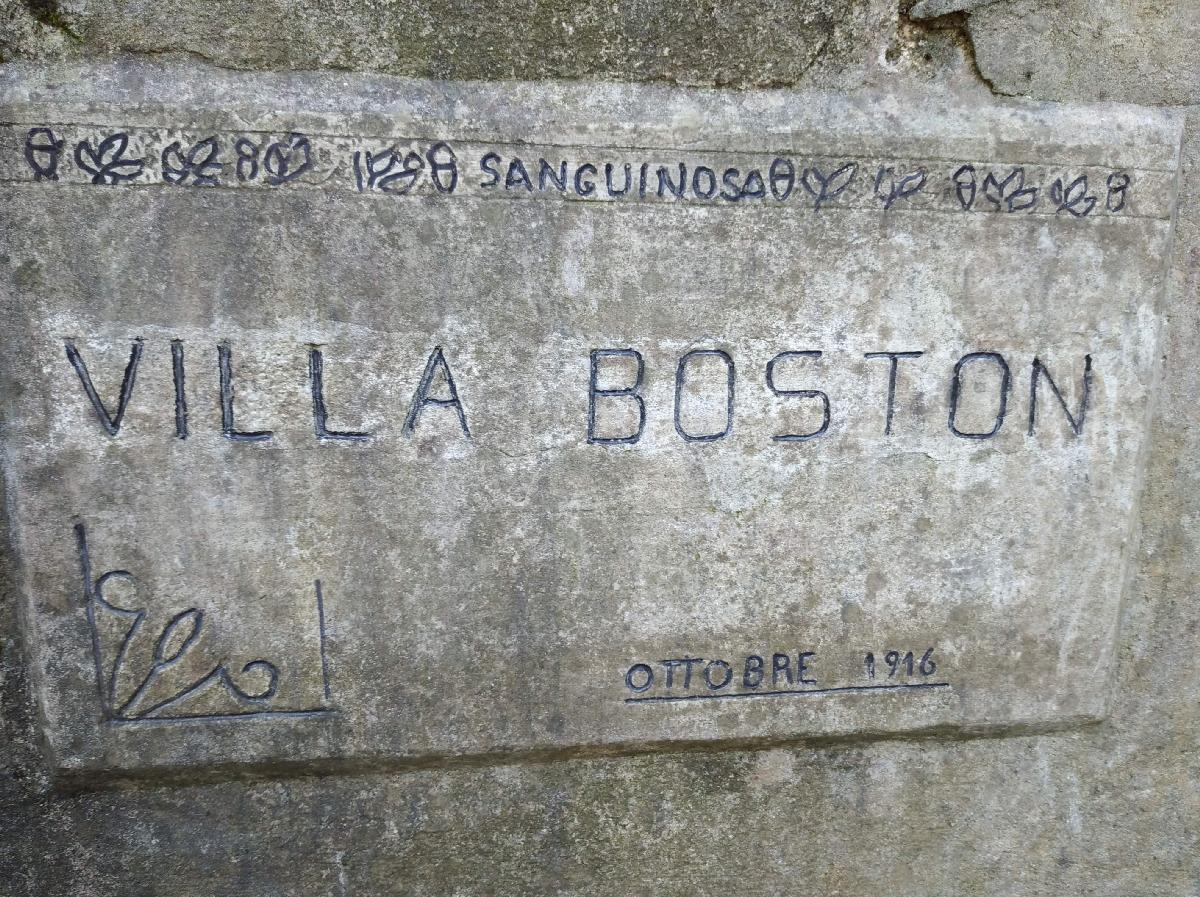 SANGUINOSA
VILLA BOSTON
OTTOBRE 1916